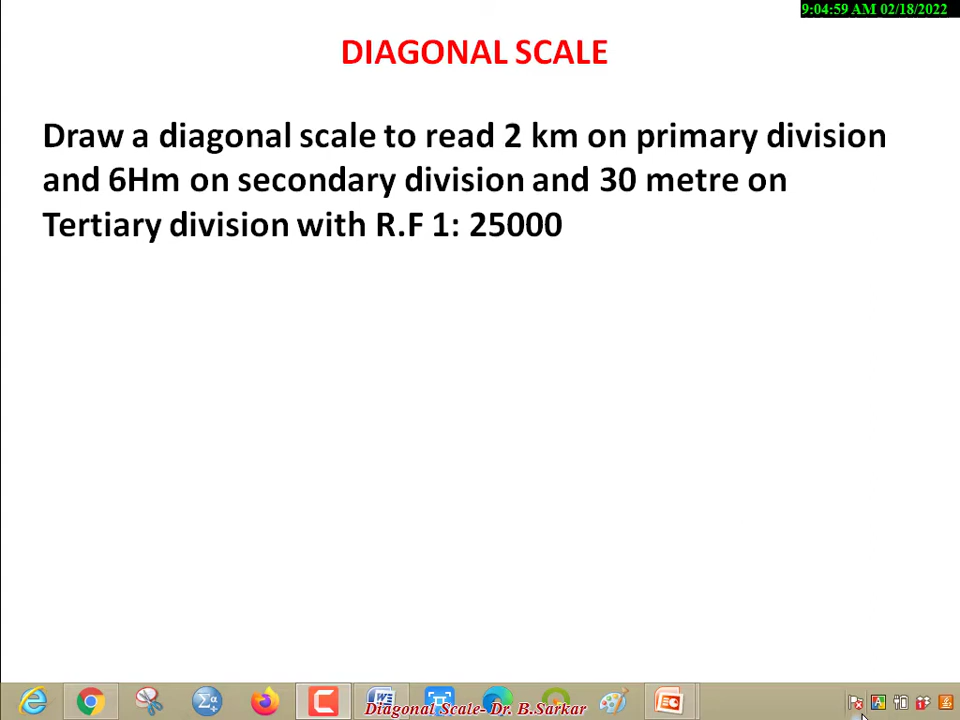 9:04:59 AM 02/18/2022
DIAGONAL SCALE
Draw a diagonal scale to read 2 km on primary division
and 6Hm on secondary division and 30 metre on
Tertiary division with R.F 1: 25000
Diagonal Scale- Dr. B.Sarkar